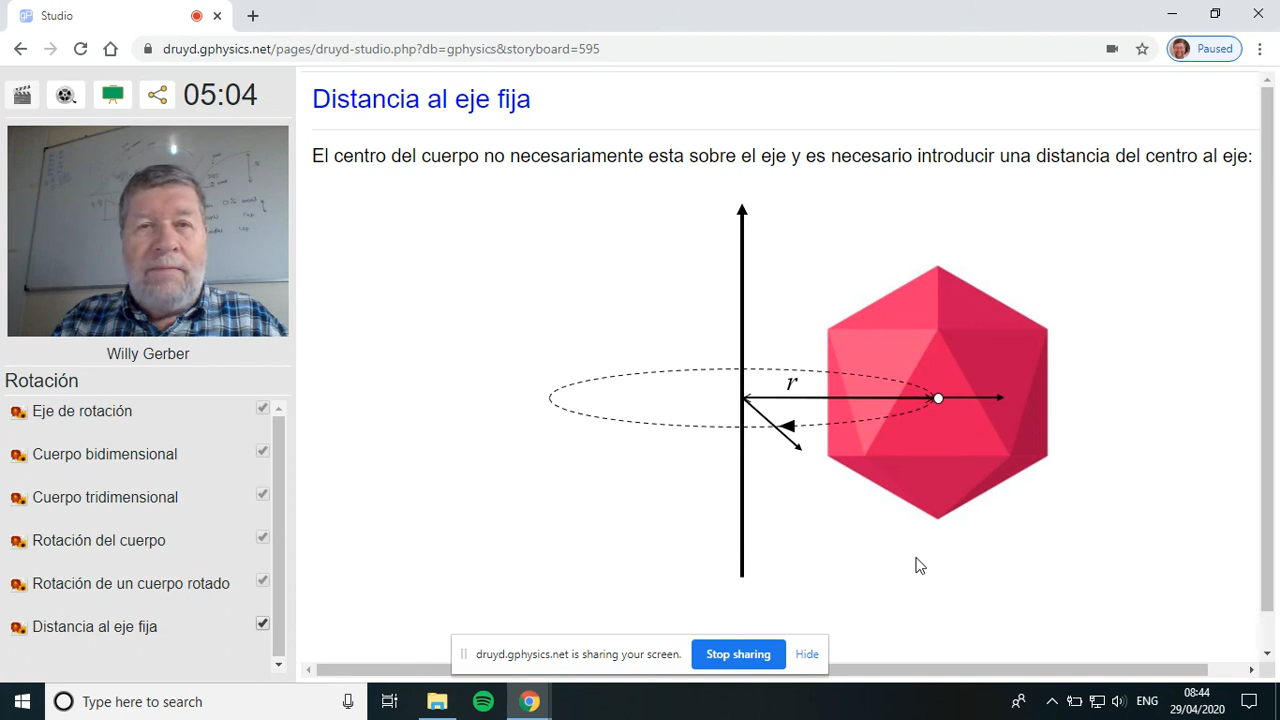 Studio
druyd.gphysics.net/pages/druyd-studio.php?db=gphysics&storyboard=595
Paused
05:04
Willy Gerber
Rotación
Eje de rotación
Cuerpo bidimensional
Cuerpo tridimensional
Rotación del cuerpo
Rotación de un cuerpo rotado
Distancia al eje fija
Distancia al eje fija
El centro del cuerpo no necesariamente esta sobre el eje y es necesario introducir una distancia del centro al eje:
r
druyd.gphysics.net is sharing your screen.
Stop sharing
Hide
Type here to search
ENG
08:44
29/04/2020